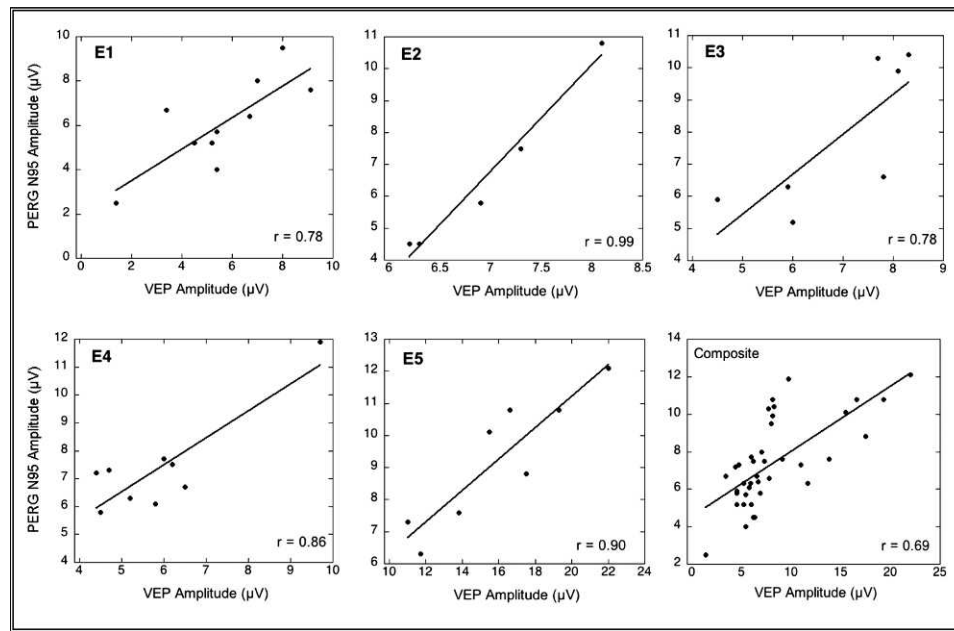 E1
PERG N95 Amplitude (µV)
10
8
6
4
2
0
0 2 4 6 8 10
VEP Amplitude (µV)
r = 0.78
E2
11
10
9
8
7
6
5
4
6 6.5 7 7.5 8 8.5
VEP Amplitude (µV)
r = 0.99
E3
11
10
9
8
7
6
5
4
4 5 6 7 8 9
VEP Amplitude (µV)
r = 0.78
E4
PERG N95 Amplitude (µV)
12
11
10
9
8
7
6
5
4
4 5 6 7 8 9 10
VEP Amplitude (µV)
r = 0.86
E5
13
12
11
10
9
8
7
6
10 12 14 16 18 20 22 24
VEP Amplitude (µV)
r = 0.90
Composite
14
12
10
8
6
4
2
0 5 10 15 20 25
VEP Amplitude (µV)
r = 0.69